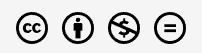 cc
$
=